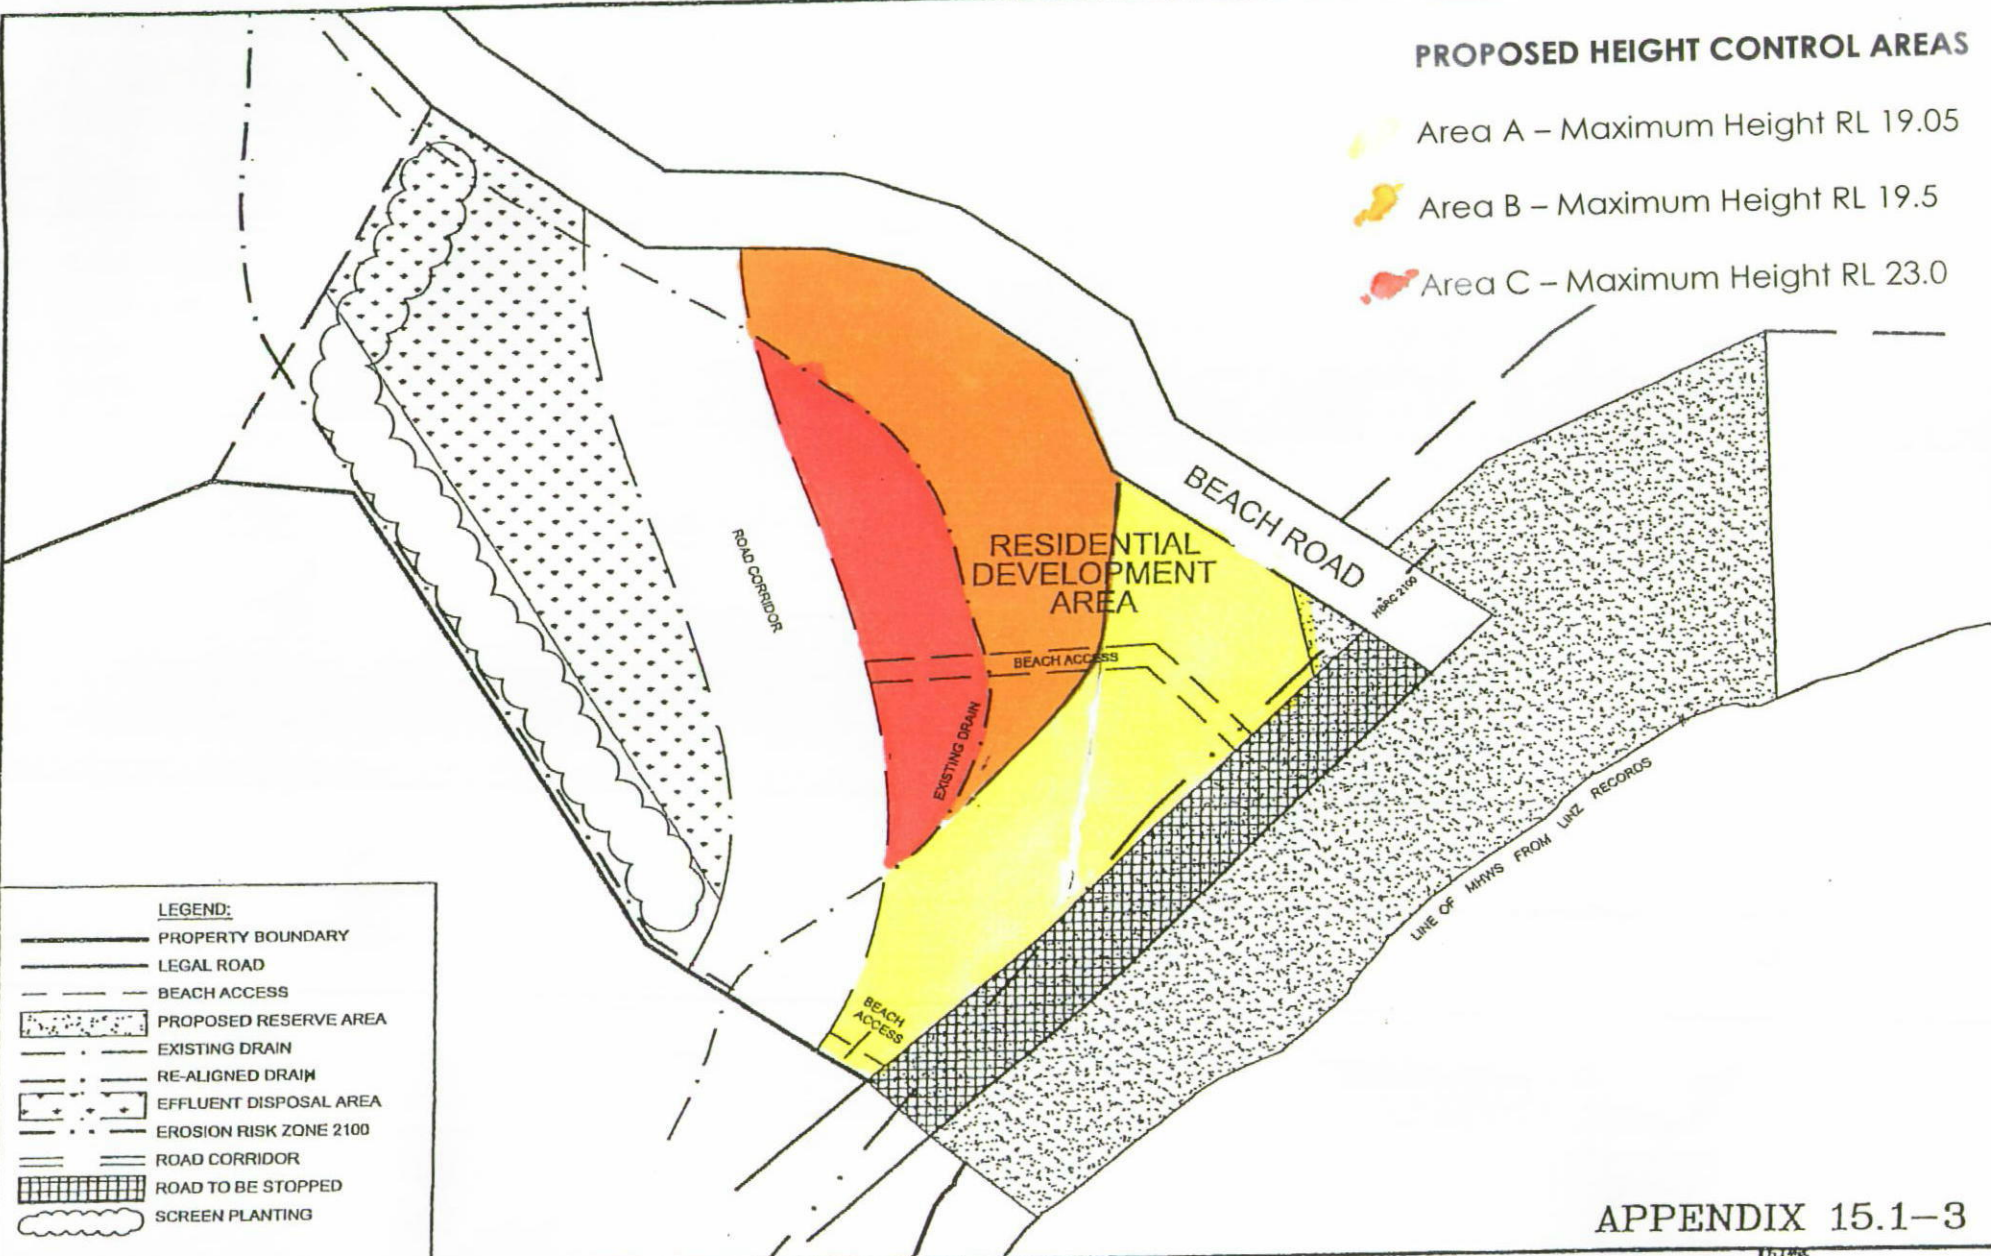 PROPOSED HEIGHT CONTROL AREAS
Area A – Maximum Height RL 19.05
Area B – Maximum Height RL 19.5
Area C – Maximum Height RL 23.0
BEACH ROAD
HBRC 2100
ROAD CORRIDOR
RESIDENTIAL
DEVELOPMENT
AREA
BEACH ACCESS
EXISTING DRAIN
LINE OF MHWS FROM LINZ RECORDS
BEACH
ACCESS
LEGEND:
PROPERTY BOUNDARY
LEGAL ROAD
BEACH ACCESS
PROPOSED RESERVE AREA
EXISTING DRAIN
RE-ALIGNED DRAIN
EFFLUENT DISPOSAL AREA
EROSION RISK ZONE 2100
ROAD CORRIDOR
ROAD TO BE STOPPED
SCREEN PLANTING
APPENDIX 15.1-3